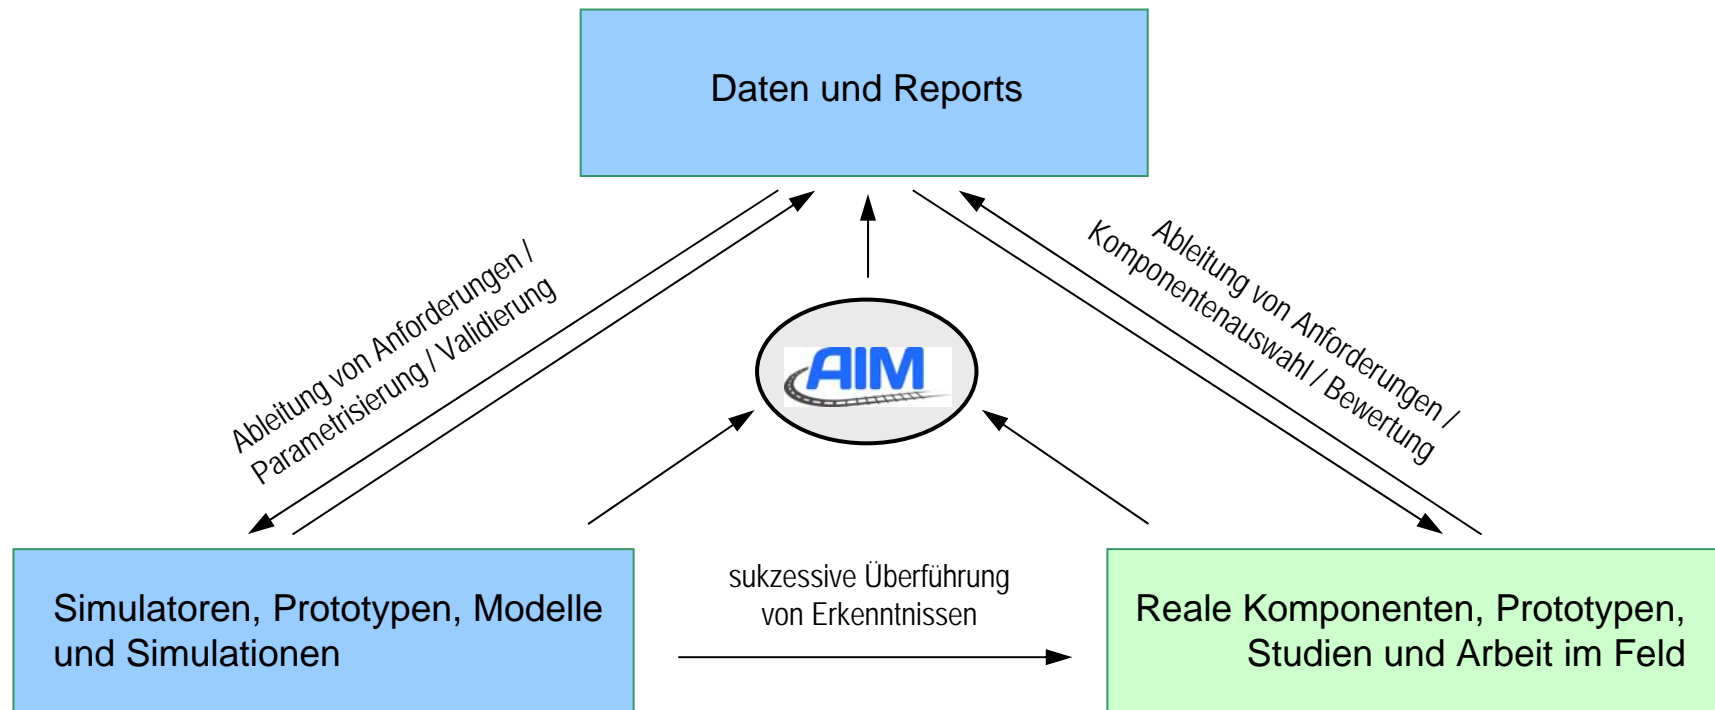 Daten und Reports
Ableitung von Anforderungen /
Parametrisierung / Validierung
Ableitung von Anforderungen /
Komponentenauswahl / Bewertung
AIM
sukzessive Überführung
von Erkenntnissen
Simulatoren, Prototypen, Modelle
und Simulationen
Reale Komponenten, Prototypen,
Studien und Arbeit im Feld